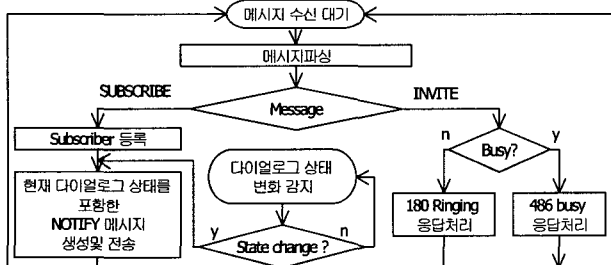 메시지 수신 대기
메시지파싱
SUBSCRIBE
Message
INVITE
Subscriber 등록
n
Busy?
y
현재 다이얼로그 상태를
포함한
NOTIFY 메시지
생성및 전송
다이얼로그 상태
변화 감지
y
State change ?
n
180 Ringing
응답처리
486 busy
응답처리